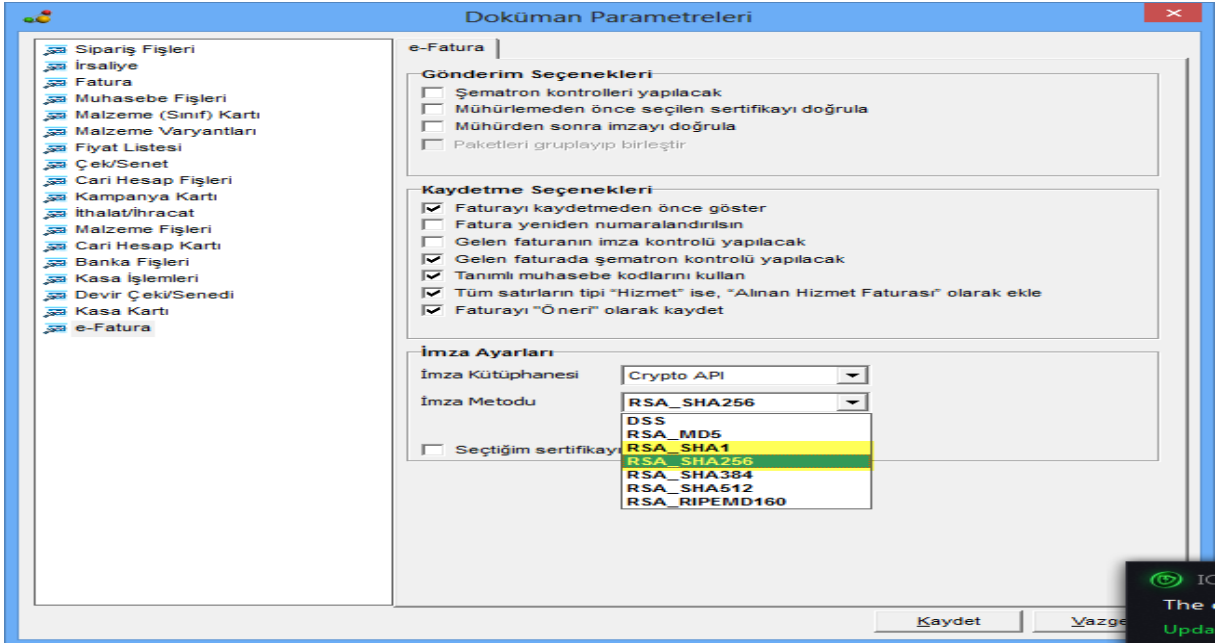 Doküman Parametreleri
Sipariş Fişleri
İrsaliye
Fatura
Muhasebe Fişleri
Malzeme (Sınıf) Kartı
Malzeme Varyantları
Fiyat Listesi
Çek/Senet
Cari Hesap Fişleri
Kampanya Kartı
İthalat/İhracat
Malzeme Fişleri
Cari Hesap Kartı
Banka Fişleri
Kasa İşlemleri
Devir Çeki/Senedi
Kasa Kartı
e-Fatura
e-Fatura
Gönderim Seçenekleri
Şematron kontrolleri yapılacak
Mühürlemeden önce seçilen sertifikayı doğrula
Mühürden sonra imzayı doğrula
Paketleri gruplayıp birleştir
Kaydetme Seçenekleri
Faturayı kaydetmeden önce göster
Fatura yeniden numaralandırılsın
Gelen faturanın imza kontrolü yapılacak
Gelen faturada şematron kontrolü yapılacak
Tanımlı muhasebe kodlarını kullan
Tüm satırların tipi “Hizmet” ise, “Alınan Hizmet Faturası” olarak ekle
Faturayı "Öneri" olarak kaydet
İmza Ayarları
İmza Kütüphanesi Crypto API
İmza Metodu RSA_SHA256
DSS
RSA_MD5
Seçtiğim sertifikayı RSA_SHA1
RSA_SHA256
RSA_SHA384
RSA_SHA512
RSA_RIPEMD160
Kaydet
The